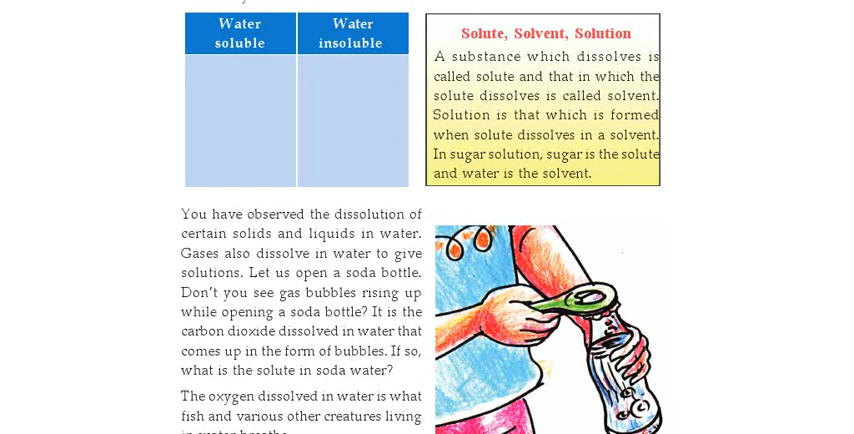 Water soluble
Water insoluble
Solute, Solvent, Solution
A substance which dissolves is
called solute and that in which the
solute dissolves is called solvent.
Solution is that which is formed
when solute dissolves in a solvent.
In sugar solution, sugar is the solute
and water is the solvent.
You have observed the dissolution of
certain solids and liquids in water.
Gases also dissolve in water to give
solutions. Let us open a soda bottle.
Don't you see gas bubbles rising up
while opening a soda bottle? It is the
carbon dioxide dissolved in water that
comes up in the form of bubbles. If so,
what is the solute in soda water?
The oxygen dissolved in water is what
fish and various other creatures living
in water breathe